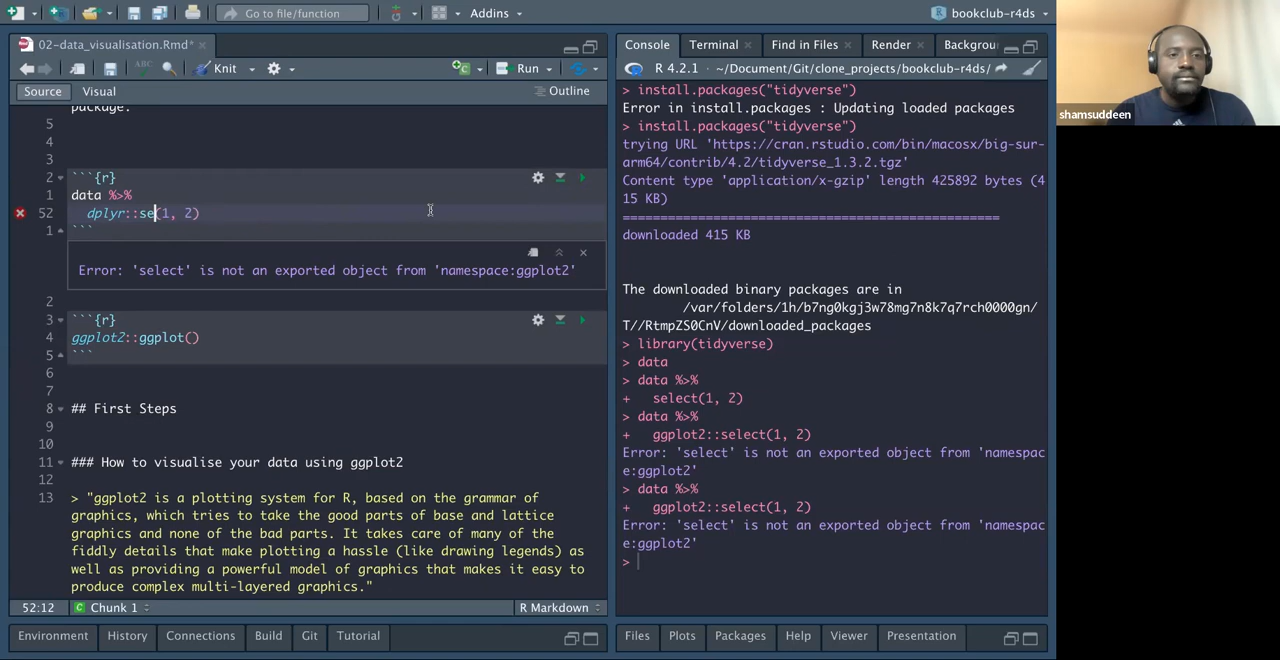 Go to file/function
Addins
bookclub-r4ds
02-data_visualisation.Rmd*
Knit
Run
Source
Visual
Outline
package.
5
4
3
2 ```{r}
1 data %>%
52 dplyr::se(1, 2)
1 ```
Error: 'select' is not an exported object from 'namespace:ggplot2'
2
3 ```{r}
4 ggplot2::ggplot()
5 ```
6
7
8 ## First Steps
9
10
11 ### How to visualise your data using ggplot2
12
13 > "ggplot2 is a plotting system for R, based on the grammar of
graphics, which tries to take the good parts of base and lattice
graphics and none of the bad parts. It takes care of many of the
fiddly details that make plotting a hassle (like drawing legends) as
well as providing a powerful model of graphics that makes it easy to
produce complex multi-layered graphics."
52:12
Chunk 1
R Markdown
Environment
History
Connections
Build
Git
Tutorial
Console
Terminal
Find in Files
Render
Backgrou
R 4.2.1 · ~/Document/Git/clone_projects/bookclub-r4ds/
> install.packages("tidyverse")
Error in install.packages : Updating loaded packages
> install.packages("tidyverse")
trying URL 'https://cran.rstudio.com/bin/macosx/big-sur-
arm64/contrib/4.2/tidyverse_1.3.2.tgz'
Content type 'application/x-gzip' length 425892 bytes (4
15 KB)
==================================================
downloaded 415 KB
The downloaded binary packages are in
/var/folders/1h/b7ng0kgj3w78mg7n8k7q7rch0000gn/
T//RtmpZS0CnV/downloaded_packages
> library(tidyverse)
> data
> data %>%
+ select(1, 2)
> data %>%
+ ggplot2::select(1, 2)
Error: 'select' is not an exported object from 'namespac
e:ggplot2'
> data %>%
+ ggplot2::select(1, 2)
Error: 'select' is not an exported object from 'namespac
e:ggplot2'
>
Files
Plots
Packages
Help
Viewer
Presentation
shamsuddeen